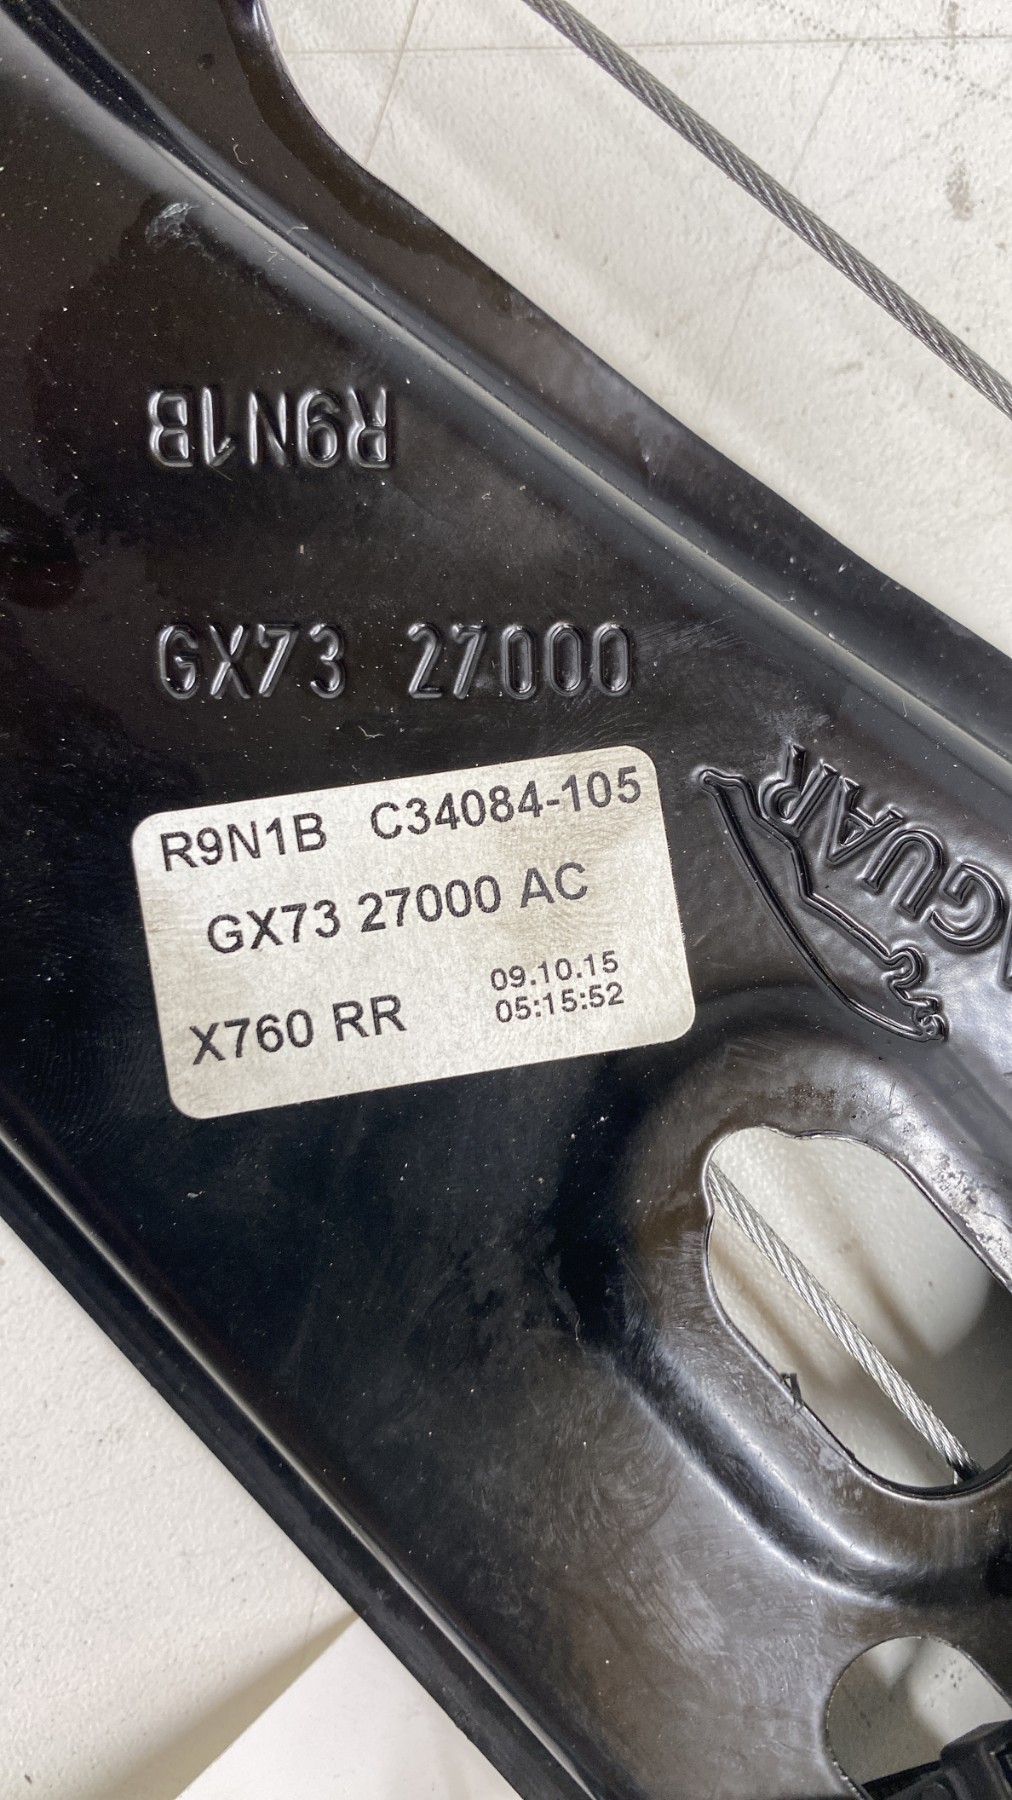 R9N1B
GX73 27000
R9N1B C34084-105
GX73 27000 AC
X760 RR
09.10.15
05:15:52
JAGUAR